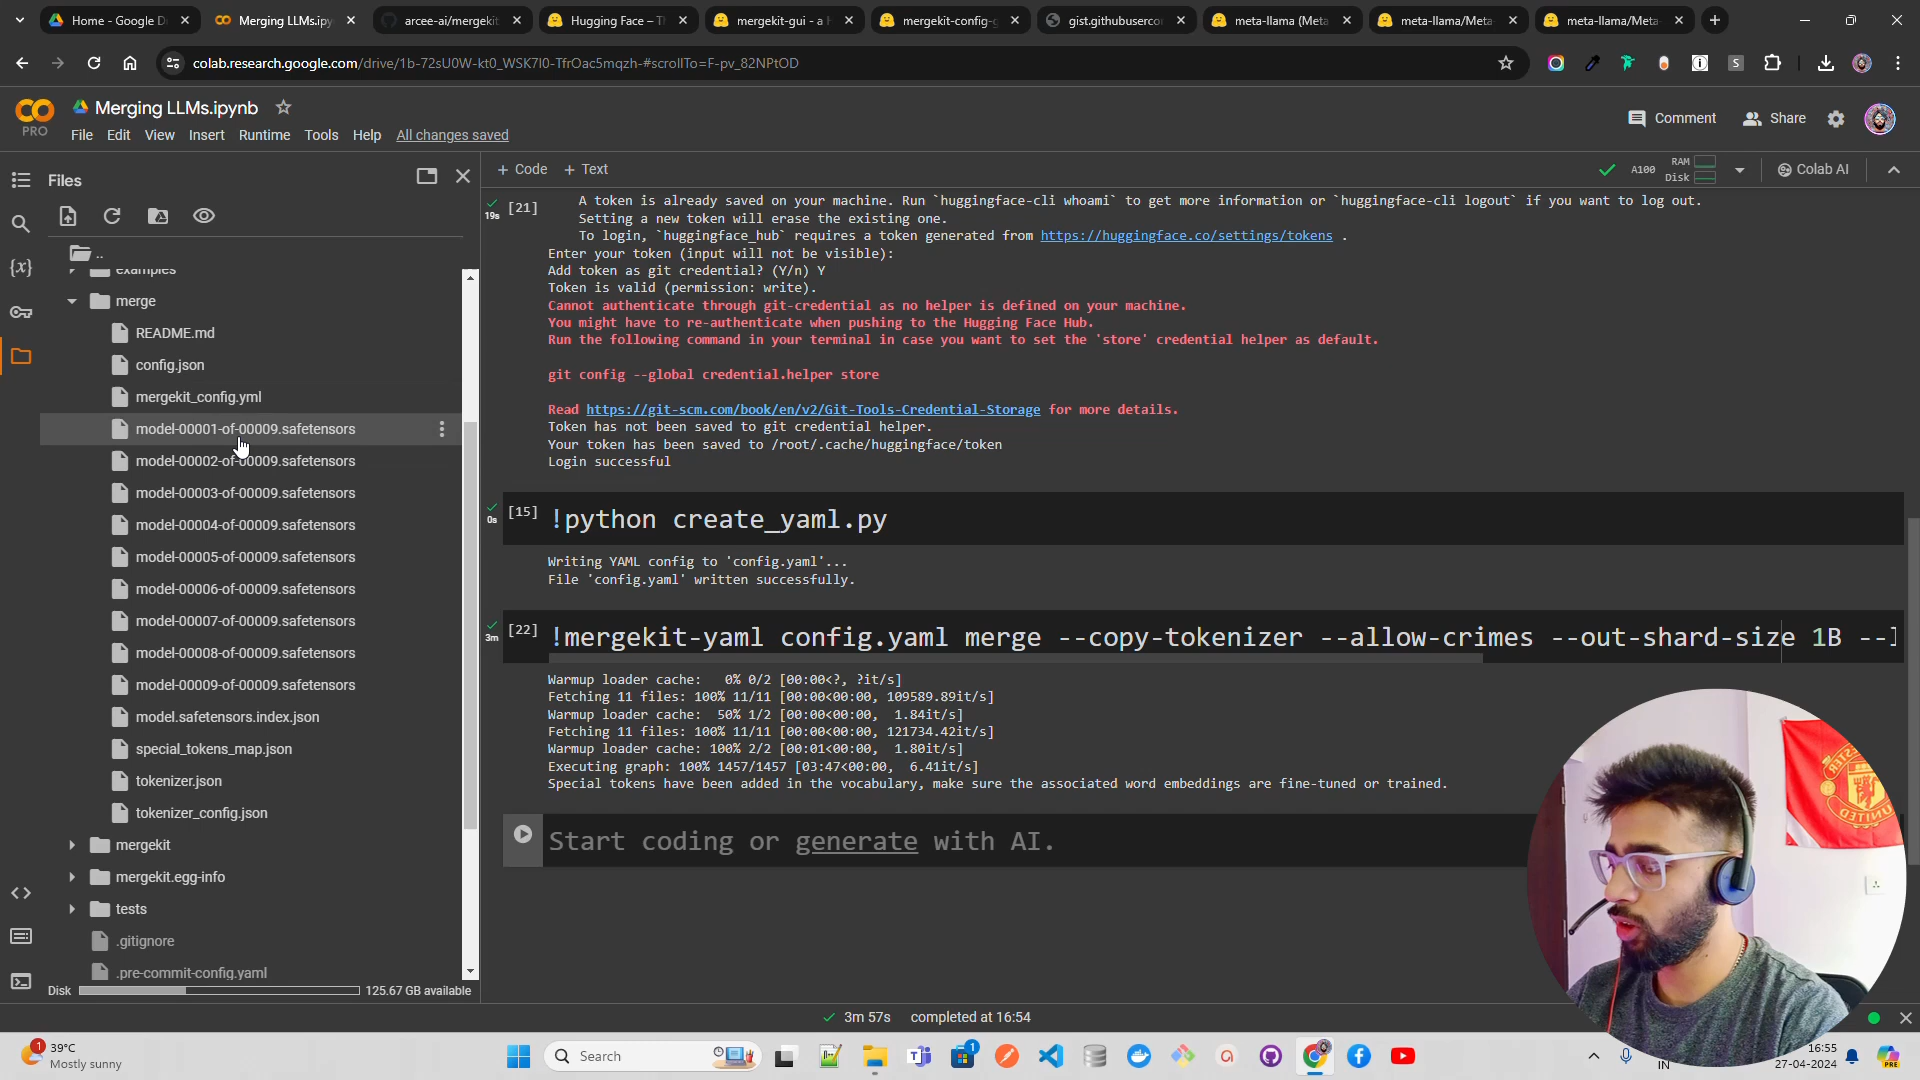 Home - Google D
Merging LLMs.ipy
arcee-ai/mergekit
Hugging Face – T
mergekit-gui - a
mergekit-config-g
gist.githubuserco
meta-llama (Meta
meta-llama/Meta-
meta-llama/Meta-
colab.research.google.com/drive/1b-72sU0W-kt0_WSK7l0-TfrOac5mqzh-#scrollTo=F-pv_82NPtOD
PRO
Merging LLMs.ipynb
File Edit View Insert Runtime Tools Help All changes saved
Comment
Share
Files
+ Code + Text
A100
RAM
Disk
Colab AI
..
examples
merge
README.md
config.json
mergekit_config.yml
model-00001-of-00009.safetensors
model-00002-of-00009.safetensors
model-00003-of-00009.safetensors
model-00004-of-00009.safetensors
model-00005-of-00009.safetensors
model-00006-of-00009.safetensors
model-00007-of-00009.safetensors
model-00008-of-00009.safetensors
model-00009-of-00009.safetensors
model.safetensors.index.json
special_tokens_map.json
tokenizer.json
tokenizer_config.json
mergekit
mergekit.egg-info
tests
.gitignore
.pre-commit-config.yaml
Disk 125.67 GB available
19s [21]
A token is already saved on your machine. Run `huggingface-cli whoami` to get more information or `huggingface-cli logout` if you want to log out.
Setting a new token will erase the existing one.
To login, `huggingface_hub` requires a token generated from https://huggingface.co/settings/tokens .
Enter your token (input will not be visible):
Add token as git credential? (Y/n) Y
Token is valid (permission: write).
Cannot authenticate through git-credential as no helper is defined on your machine.
You might have to re-authenticate when pushing to the Hugging Face Hub.
Run the following command in your terminal in case you want to set the 'store' credential helper as default.
git config --global credential.helper store
Read https://git-scm.com/book/en/v2/Git-Tools-Credential-Storage for more details.
Token has not been saved to git credential helper.
Your token has been saved to /root/.cache/huggingface/token
Login successful
0s [15] !python create_yaml.py
Writing YAML config to 'config.yaml'...
File 'config.yaml' written successfully.
3m [22] !mergekit-yaml config.yaml merge --copy-tokenizer --allow-crimes --out-shard-size 1B --l
Warmup loader cache: 0% 0/2 [00:00<?, ?it/s]
Fetching 11 files: 100% 11/11 [00:00<00:00, 109589.89it/s]
Warmup loader cache: 50% 1/2 [00:00<00:00, 1.84it/s]
Fetching 11 files: 100% 11/11 [00:00<00:00, 121734.42it/s]
Warmup loader cache: 100% 2/2 [00:01<00:00, 1.80it/s]
Executing graph: 100% 1457/1457 [03:47<00:00, 6.41it/s]
Special tokens have been added in the vocabulary, make sure the associated word embeddings are fine-tuned or trained.
Start coding or generate with AI.
3m 57s completed at 16:54
1
39°C
Mostly sunny
Search
1
IN
16:55
27-04-2024
PRE
UNITED